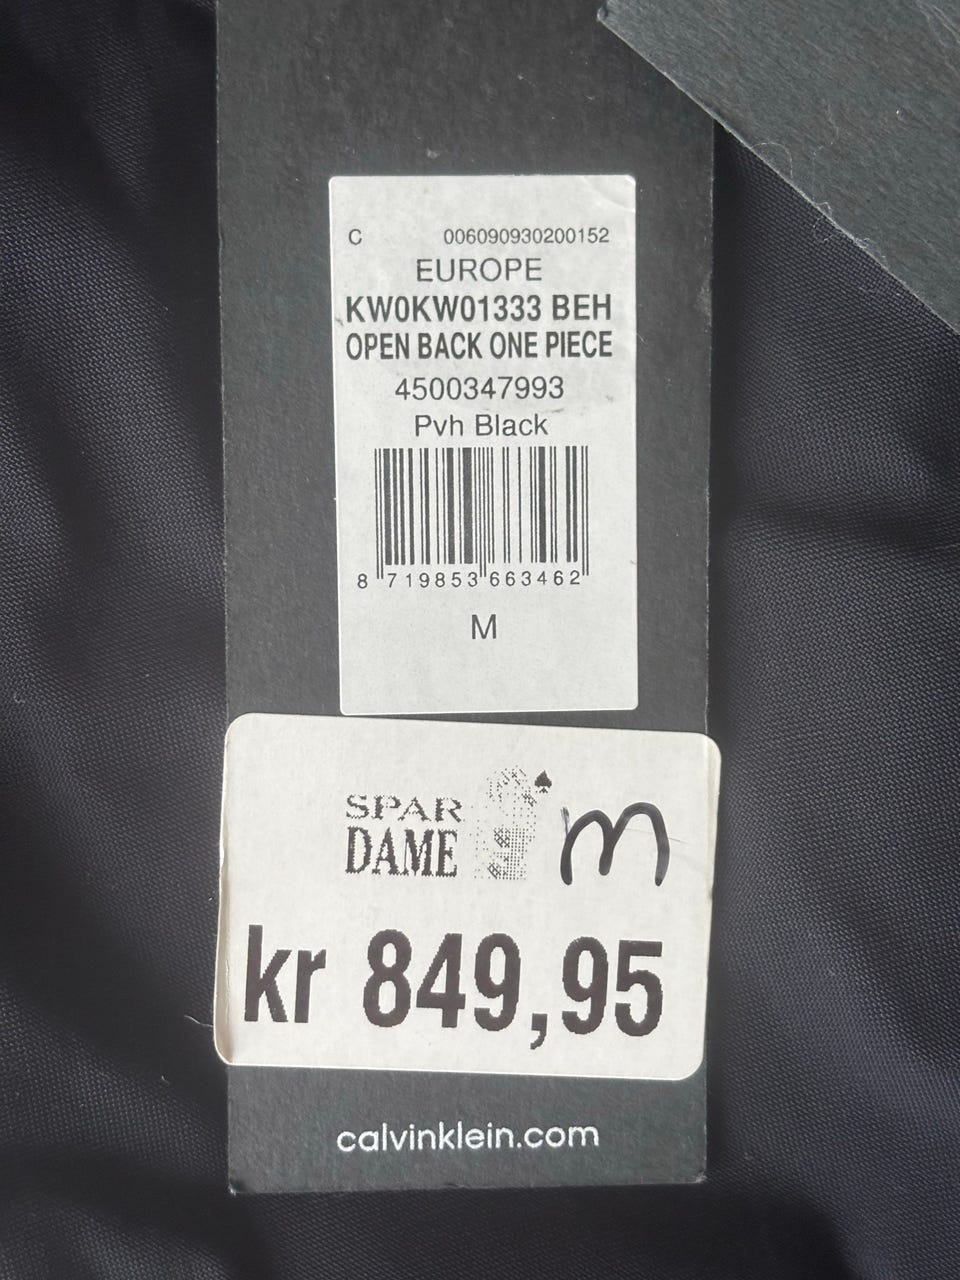 C 006090930200152
EUROPE
KW0KW01333 BEH
OPEN BACK ONE PIECE
4500347993
Pvh Black
8 719853 663462
M
SPAR
DAME
m
kr 849,95
calvinklein.com